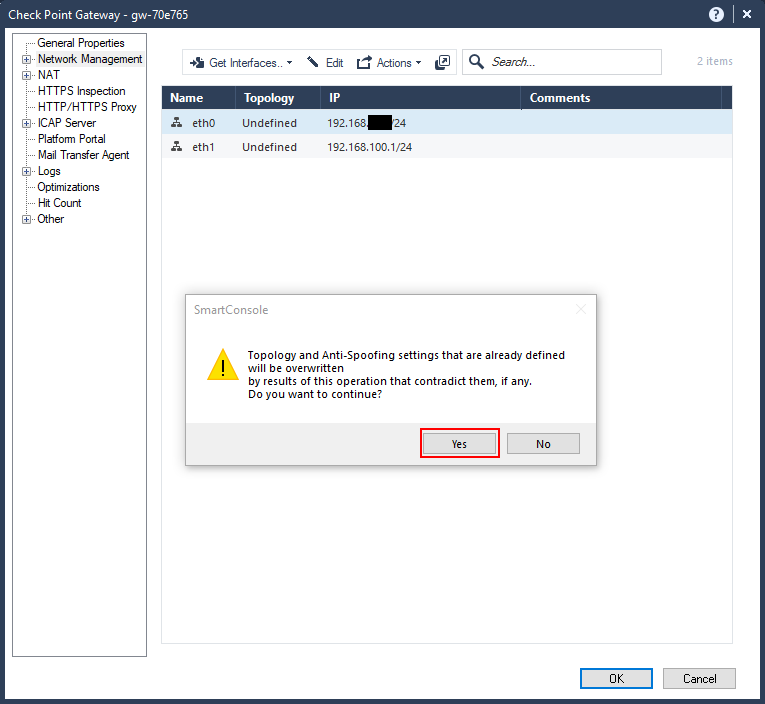 Check Point Gateway - gw-70e765
?
General Properties
Network Management
NAT
HTTPS Inspection
HTTP/HTTPS Proxy
ICAP Server
Platform Portal
Mail Transfer Agent
Logs
Optimizations
Hit Count
Other
Get Interfaces... Edit Actions Search... 2 items
Name Topology IP Comments
eth0 Undefined 192.168. /24
eth1 Undefined 192.168.100.1/24
SmartConsole
Topology and Anti-Spoofing settings that are already defined
will be overwritten
by results of this operation that contradict them, if any.
Do you want to continue?
Yes No
OK Cancel